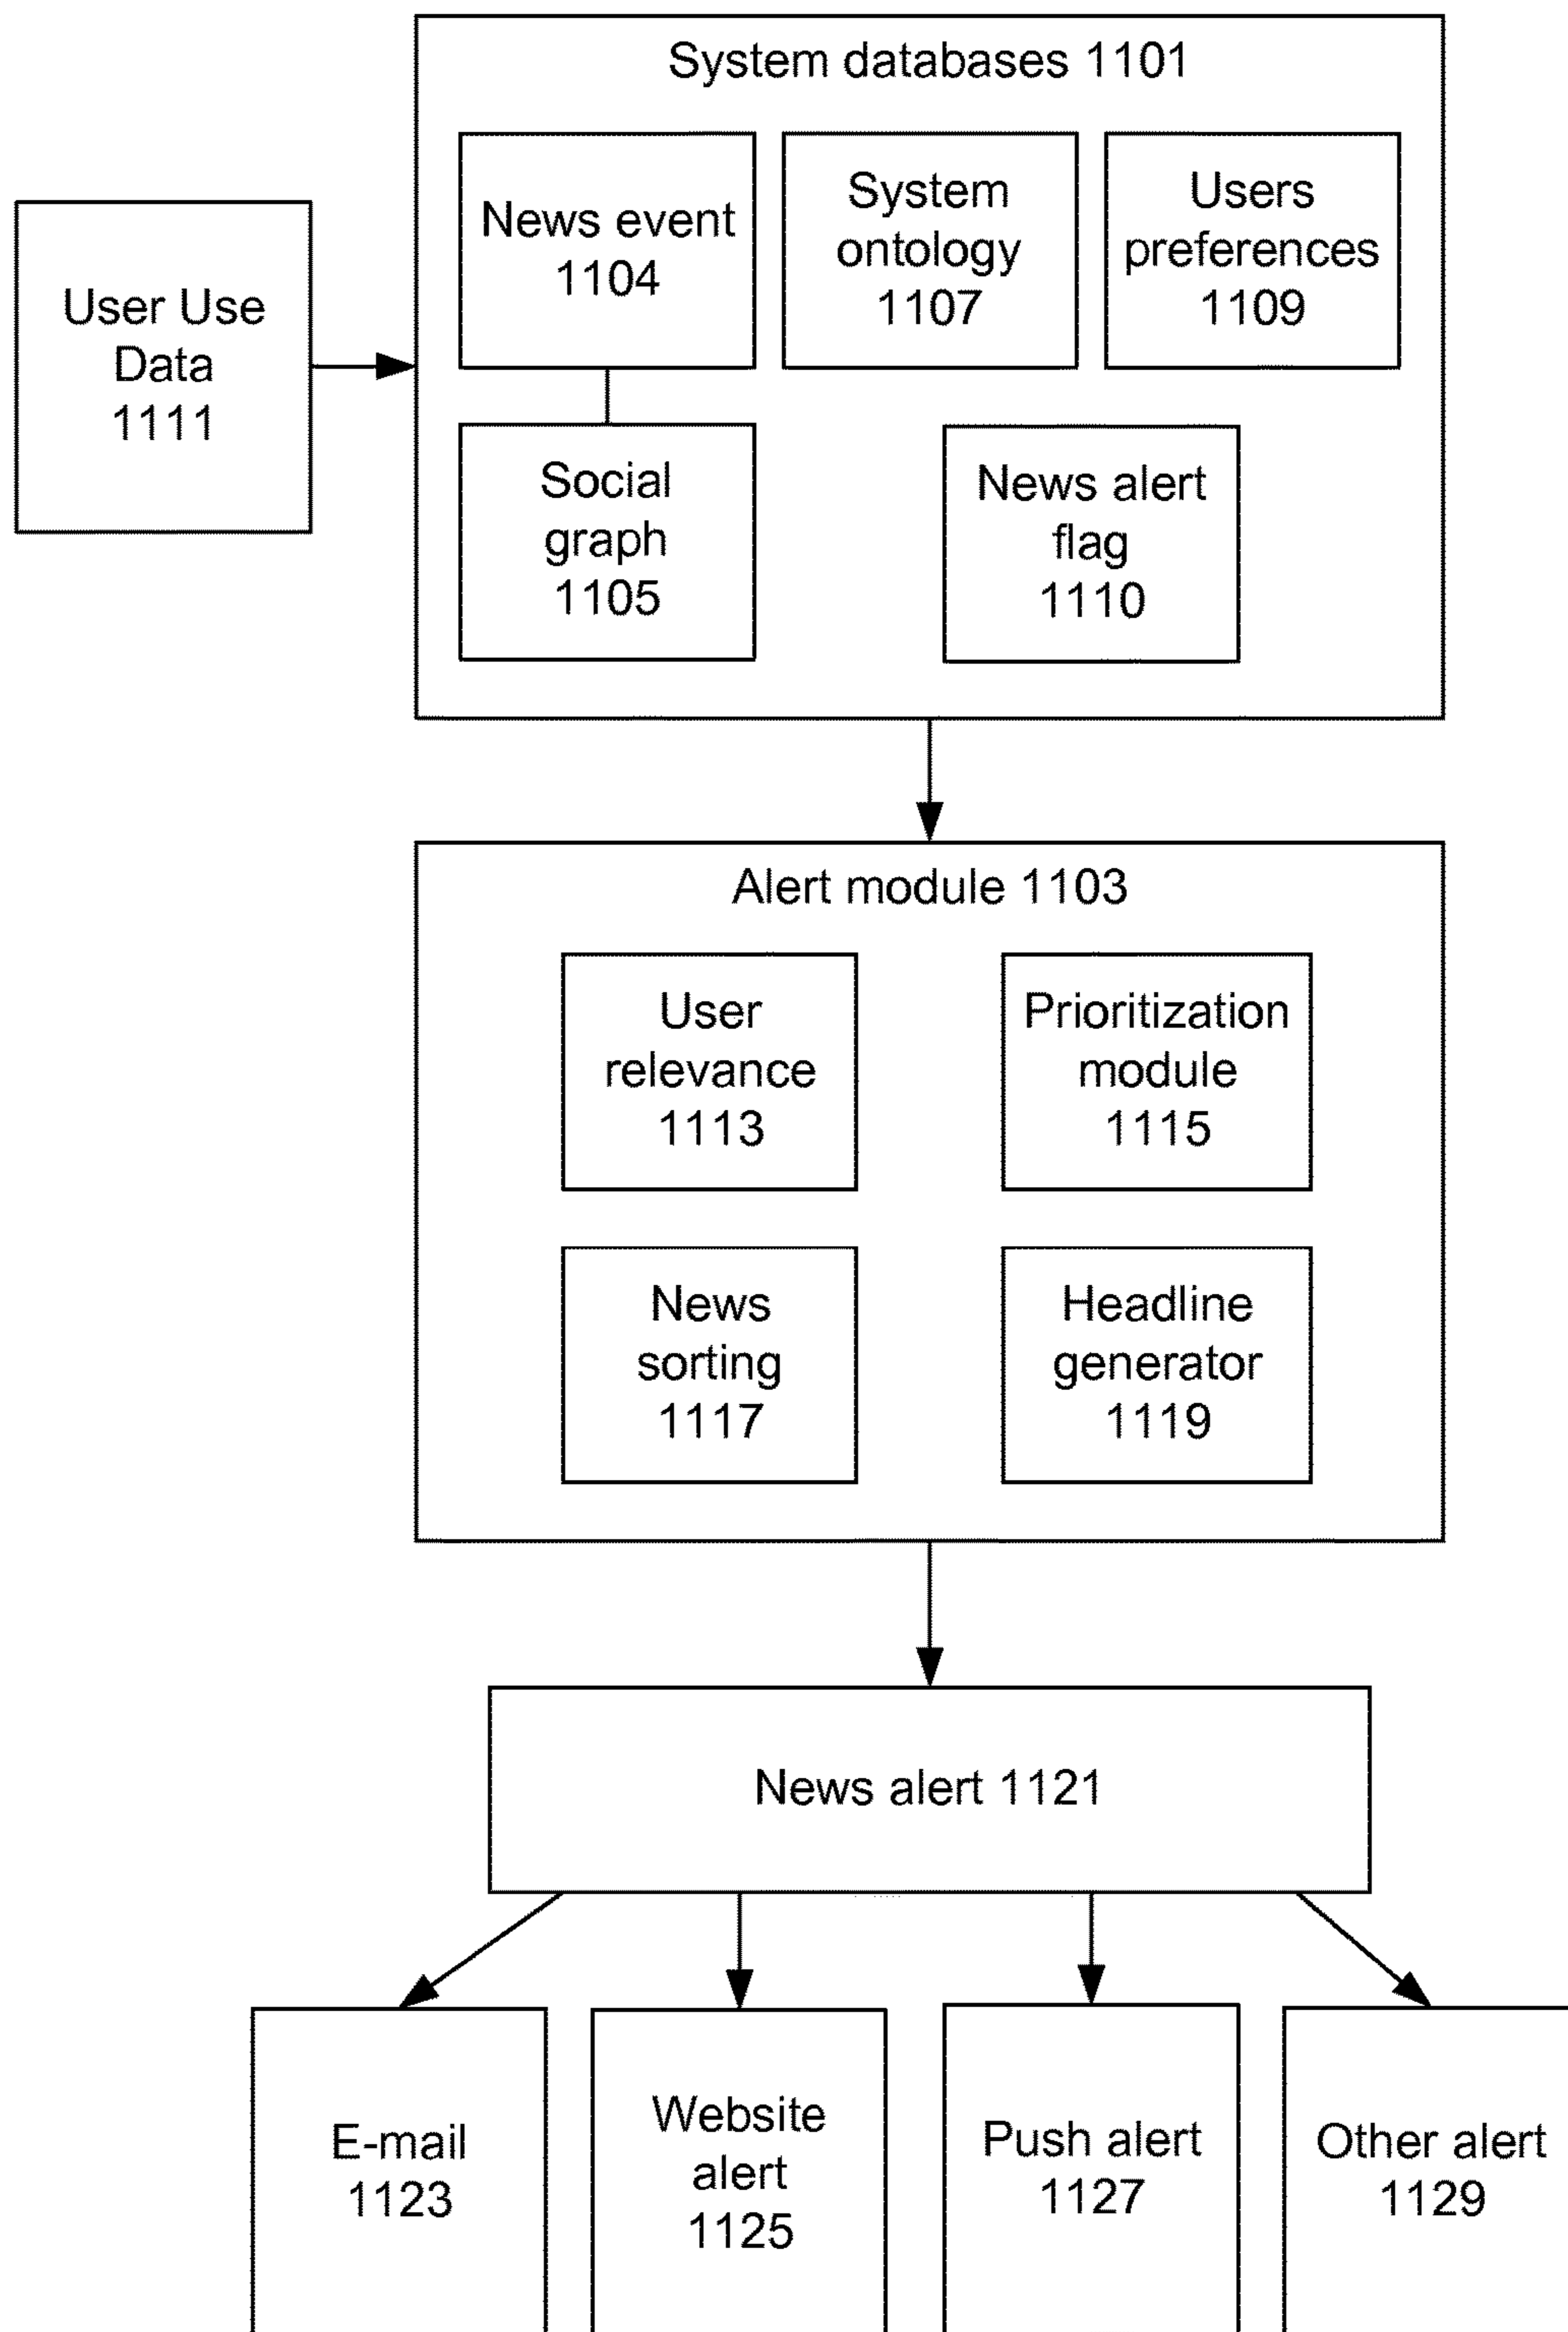 System databases 1101
News event
1104
System
ontology
1107
Users
preferences
1109
User Use
Data
1111
Social
graph
1105
News alert
flag
1110
Alert module 1103
User
relevance
1113
Prioritization
module
1115
News
sorting
1117
Headline
generator
1119
News alert 1121
E-mail
1123
Website
alert
1125
Push alert
1127
Other alert
1129